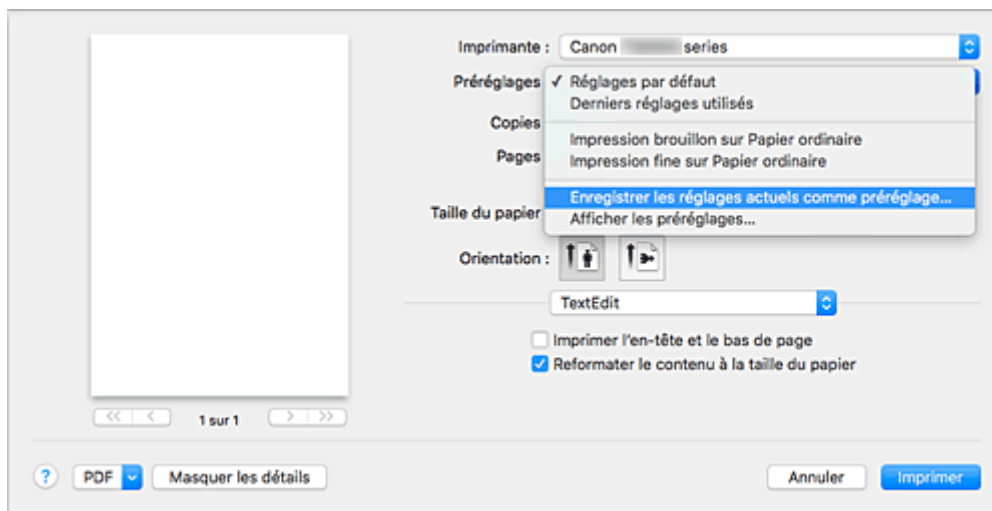 Imprimante : Canon series
Préréglages ✓ Réglages par défaut
Derniers réglages utilisés
Copies
Impression brouillon sur Papier ordinaire
Pages
Impression fine sur Papier ordinaire
Enregistrer les réglages actuels comme préréglage...
Taille du papier
Afficher les préréglages...
Orientation :
TextEdit
Imprimer l'en-tête et le bas de page
Reformater le contenu à la taille du papier
<< < 1 sur 1 > >>
? PDF Masquer les détails Annuler Imprimer